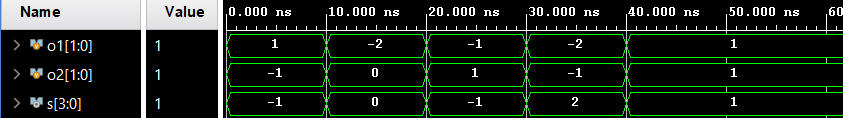 Name Value 0.000 ns 10.000 ns 20.000 ns 30.000 ns 40.000 ns 50.000 ns 60
o1[1:0] 1 1 -2 -1 -2 1
o2[1:0] 1 -1 0 1 -1 1
s[3:0] 1 -1 0 -1 2 1